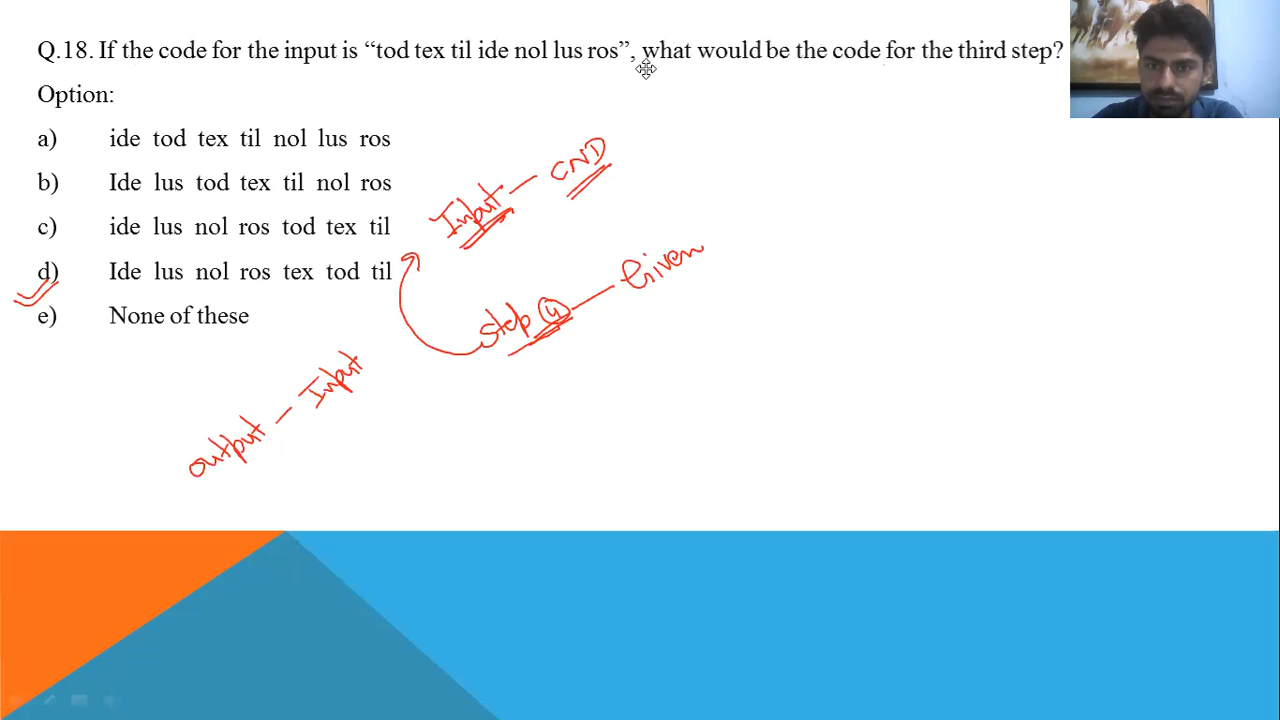 Q.18. If the code for the input is “tod tex til ide nol lus ros”, what would be the code for the third step?
Option:
a) ide tod tex til nol lus ros
b) Ide lus tod tex til nol ros
c) ide lus nol ros tod tex til
d) Ide lus nol ros tex tod til
e) None of these
Input – CND
Step 4 – Given
output – Input